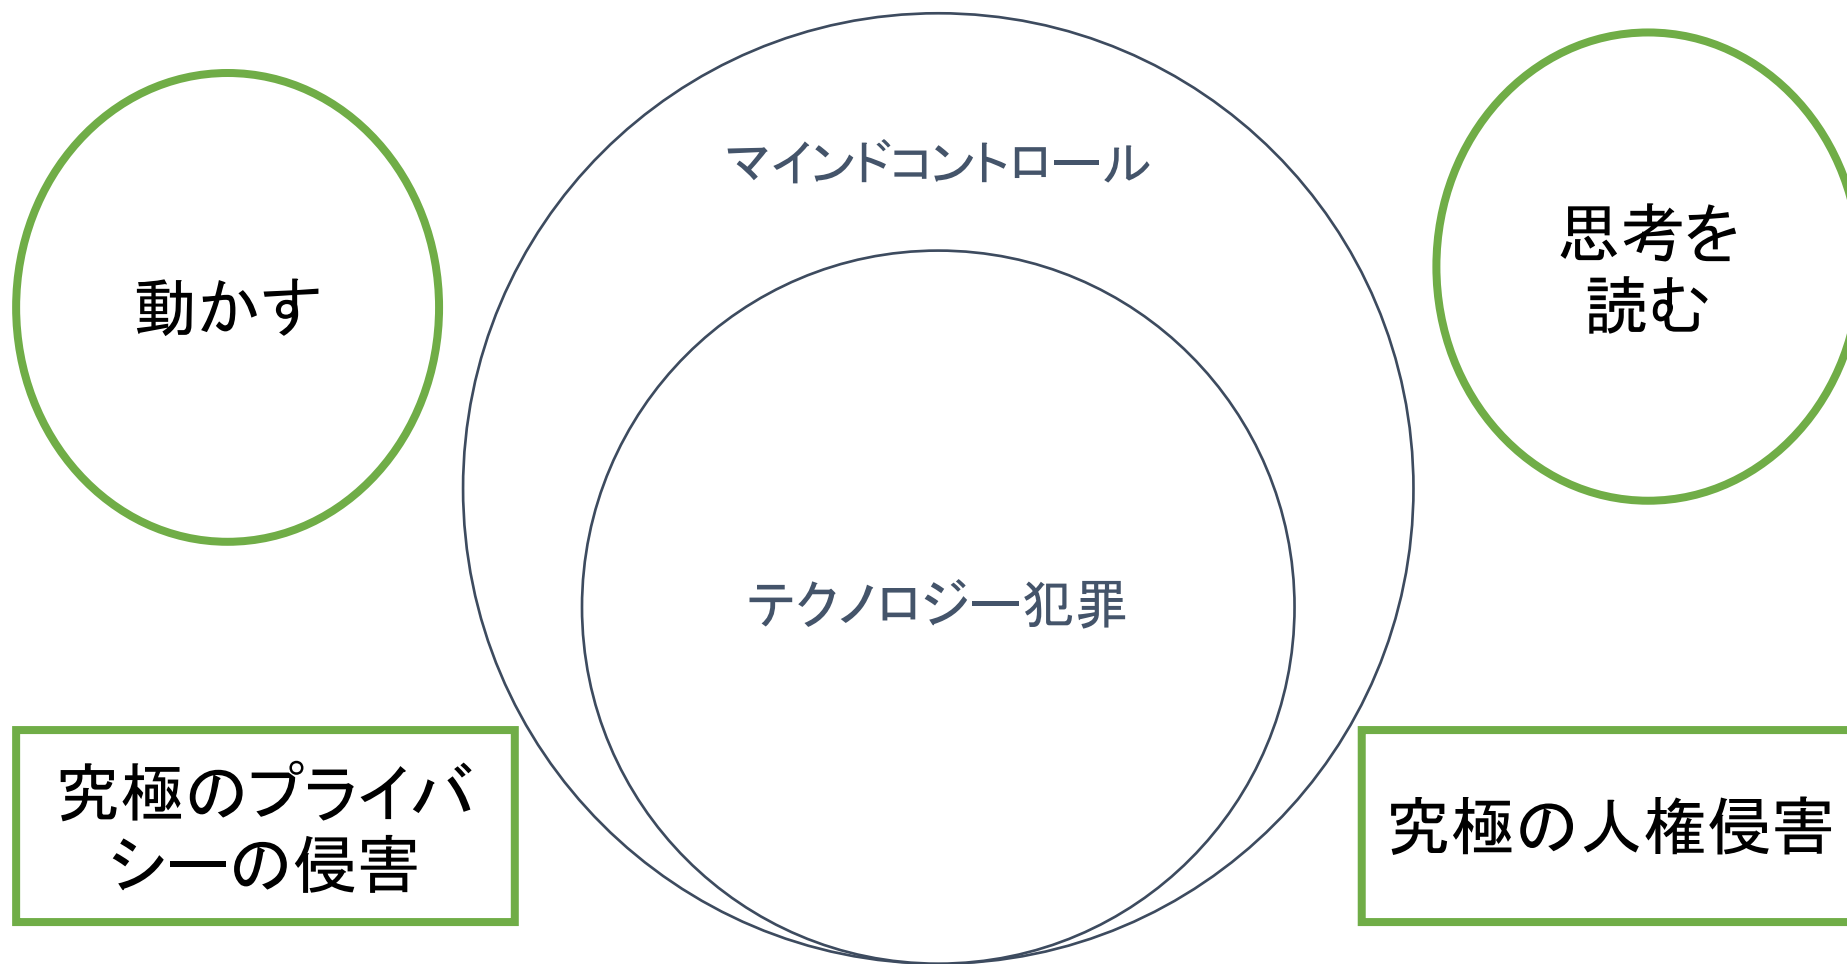 マインドコントロール
動かす
思考を
読む
テクノロジー犯罪
究極のプライバ
シーの侵害
究極の人権侵害